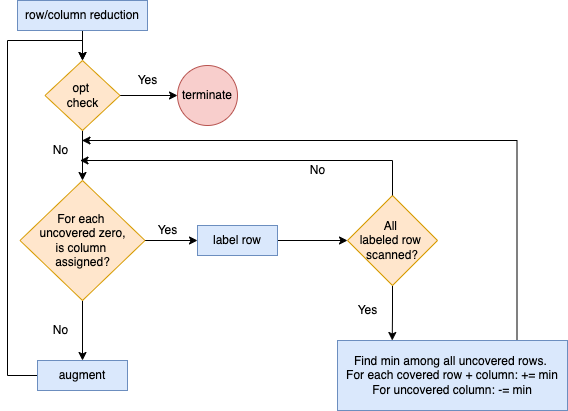 row/column reduction
opt
check
Yes
terminate
No
No
For each
uncovered zero,
is column
assigned?
Yes
label row
All
labeled row
scanned?
No
Yes
augment
Find min among all uncovered rows.
For each covered row + column: += min
For uncovered column: -= min